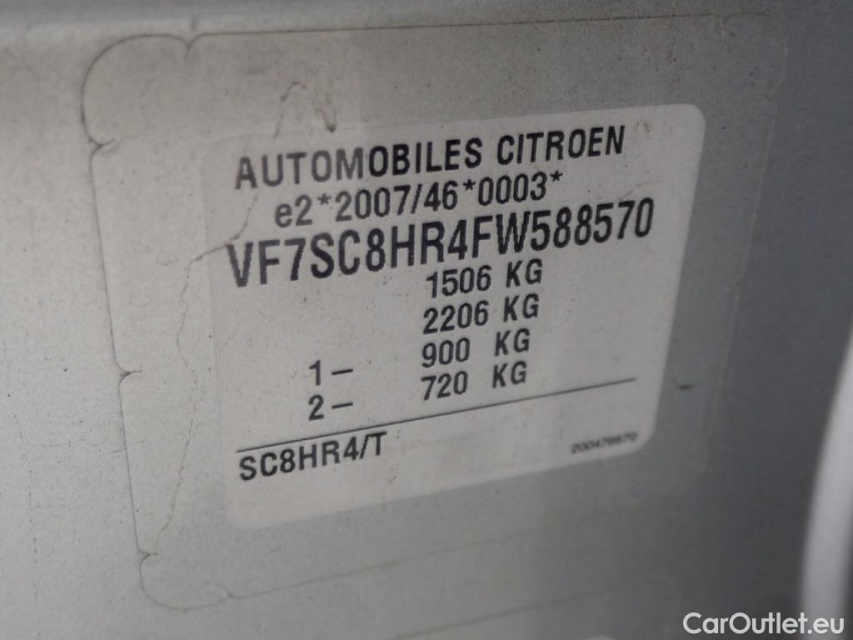 AUTOMOBILES CITROEN
e2*2007/46*0003*
VF7SC8HR4FW588570
1506 KG
2206 KG
1- 900 KG
2- 720 KG
SC8HR4/T
CarOutlet.eu